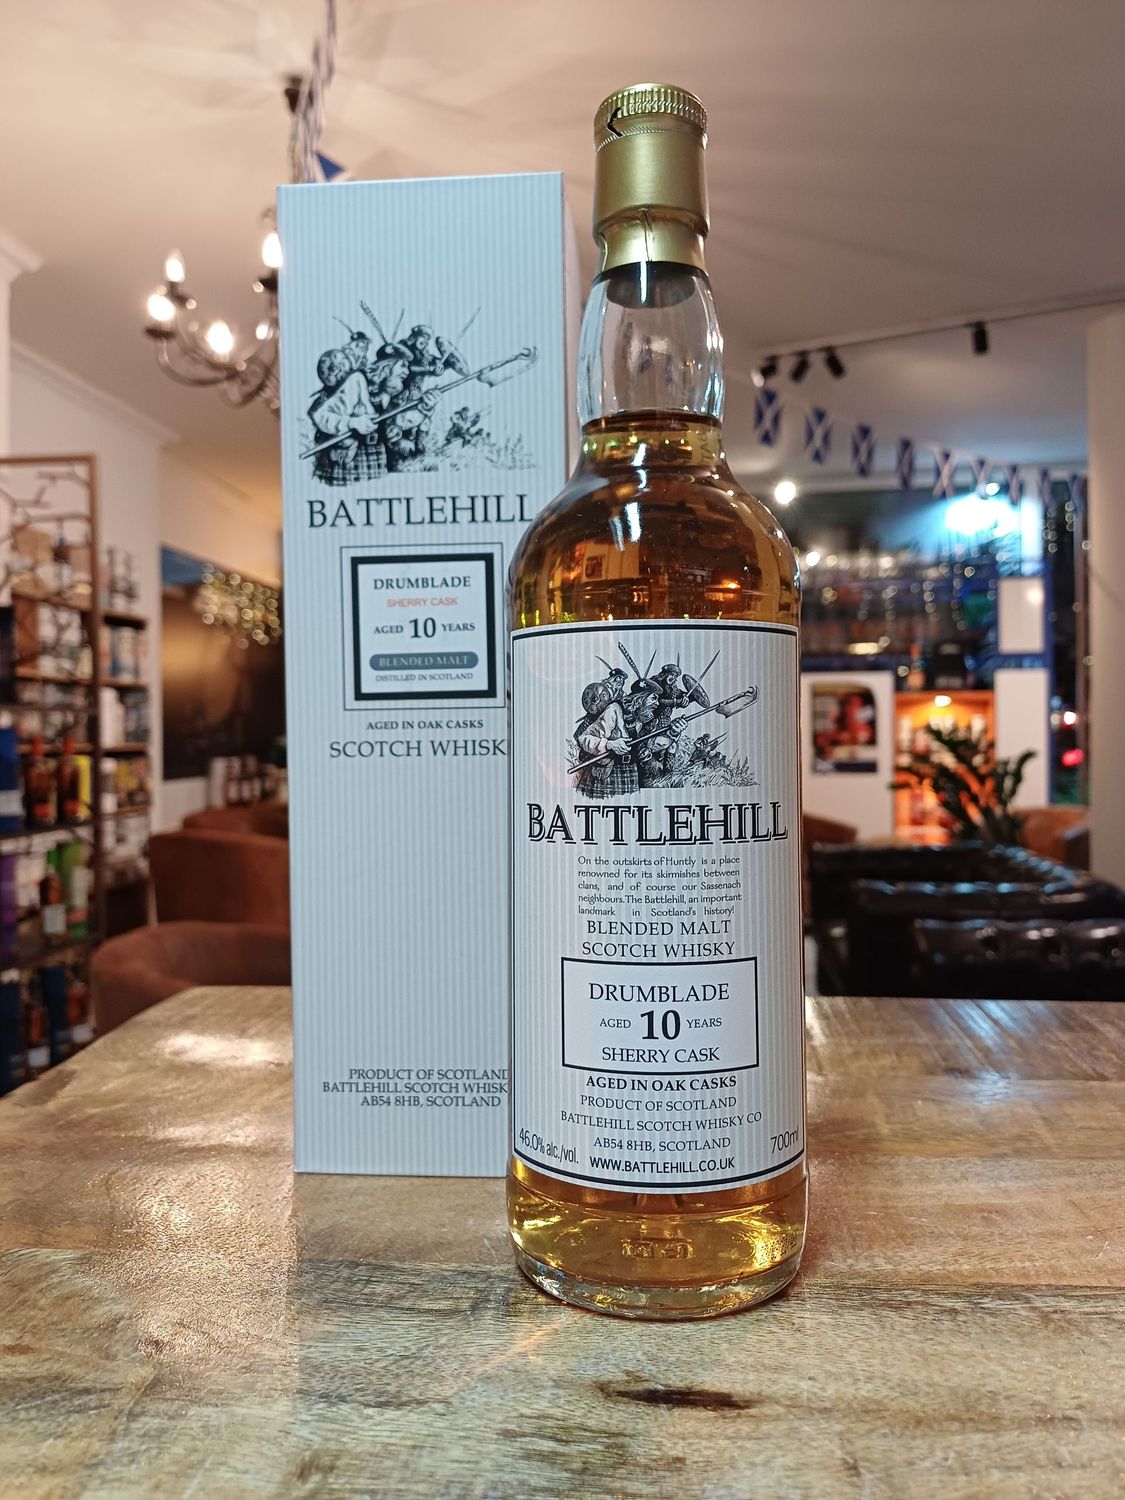 BATTLEHILL
DRUMBLADE
SHERRY CASK
AGED 10 YEARS
BLENDED MALT
DISTILLED IN SCOTLAND
AGED IN OAK CASKS
SCOTCH WHISK
PRODUCT OF SCOTLAND
BATTLEHILL SCOTCH WHISK
AB54 8HB, SCOTLAND
BATTLEHILL
On the outskirts of Huntly is a place
renowned for its skirmishes between
clans, and of course our Sassenach
neighbours.The Battlehill, an important
landmark in Scotland's history!
BLENDED MALT
SCOTCH WHISKY
DRUMBLADE
AGED 10 YEARS
SHERRY CASK
AGED IN OAK CASKS
PRODUCT OF SCOTLAND
BATTLEHILL SCOTCH WHISKY CO
AB54 8HB, SCOTLAND
46.0% alc./vol. WWW.BATTLEHILL.CO.UK 700ml